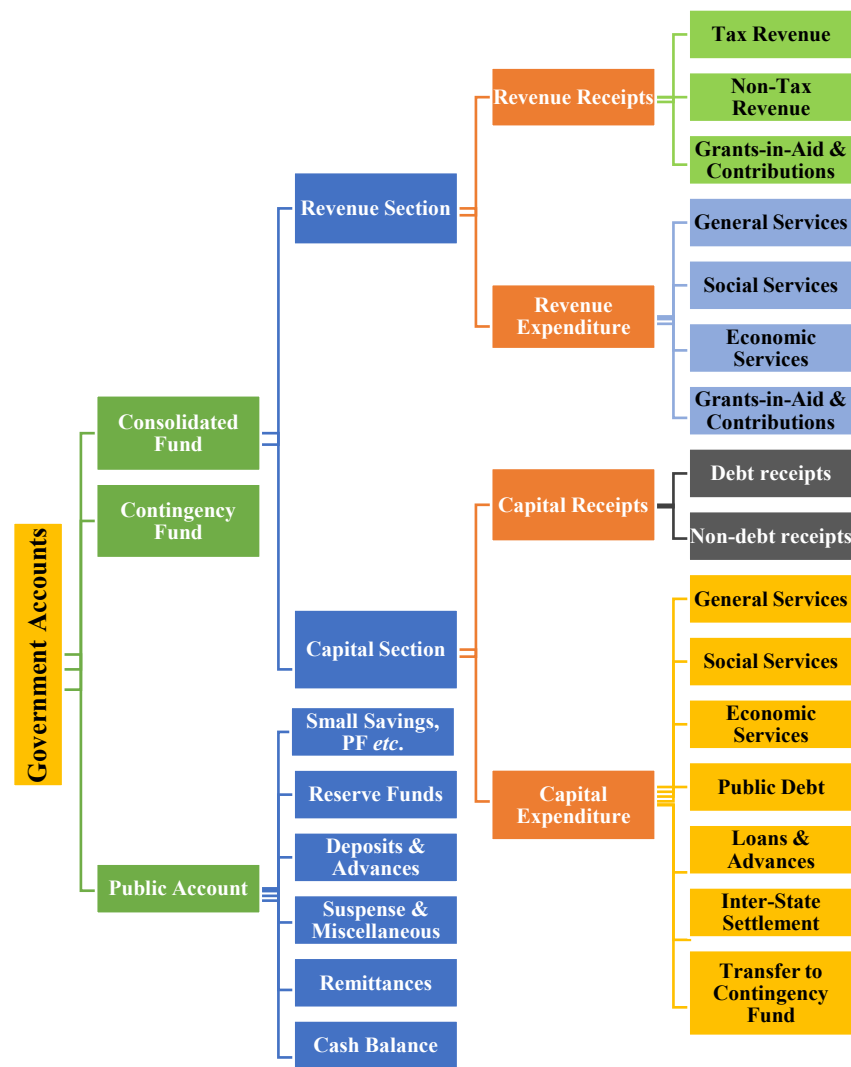 Government Accounts
Consolidated
Fund
Contingency
Fund
Public Account
Revenue Section
Capital Section
Small Savings,
PF etc.
Reserve Funds
Deposits &
Advances
Suspense &
Miscellaneous
Remittances
Cash Balance
Revenue Receipts
Revenue
Expenditure
Capital Receipts
Capital
Expenditure
Tax Revenue
Non-Tax
Revenue
Grants-in-Aid &
Contributions
General Services
Social Services
Economic
Services
Grants-in-Aid &
Contributions
Debt receipts
Non-debt receipts
General Services
Social Services
Economic
Services
Public Debt
Loans &
Advances
Inter-State
Settlement
Transfer to
Contingency
Fund